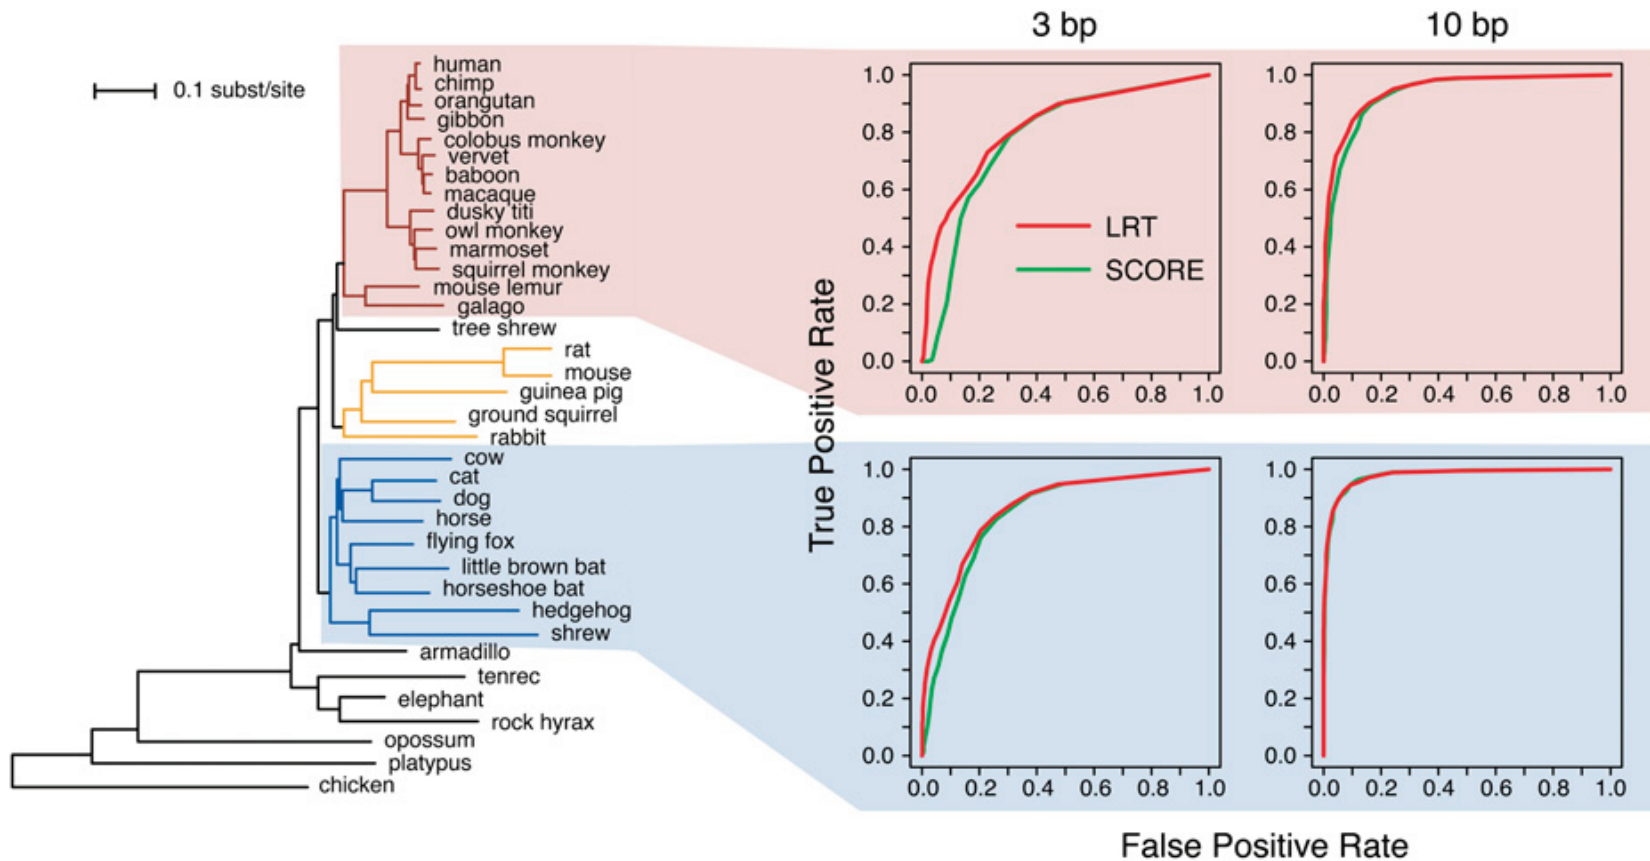 0.1 subst/site
human
chimp
orangutan
gibbon
colobus monkey
vervet
baboon
macaque
dusky titi
owl monkey
marmoset
squirrel monkey
mouse lemur
galago
tree shrew
rat
mouse
guinea pig
ground squirrel
rabbit
cow
cat
dog
horse
flying fox
little brown bat
horseshoe bat
hedgehog
shrew
armadillo
tenrec
elephant
rock hyrax
opossum
platypus
chicken
True Positive Rate
3 bp
1.0
0.8
0.6
0.4
0.2
0.0
0.0 0.2 0.4 0.6 0.8 1.0
LRT
SCORE
10 bp
1.0
0.8
0.6
0.4
0.2
0.0
0.0 0.2 0.4 0.6 0.8 1.0
1.0
0.8
0.6
0.4
0.2
0.0
0.0 0.2 0.4 0.6 0.8 1.0
1.0
0.8
0.6
0.4
0.2
0.0
0.0 0.2 0.4 0.6 0.8 1.0
False Positive Rate